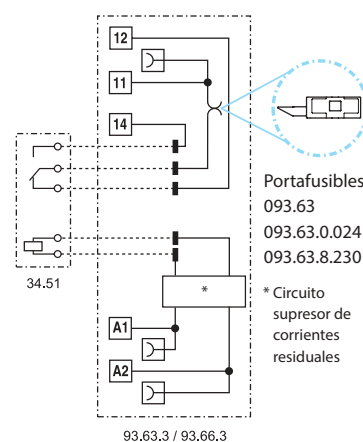 12
11
14
34.51
Portafusibles
093.63
093.63.0.024
093.63.8.230
* Circuito
supresor de
corrientes
residuales
*
A1
A2
93.63.3 / 93.66.3